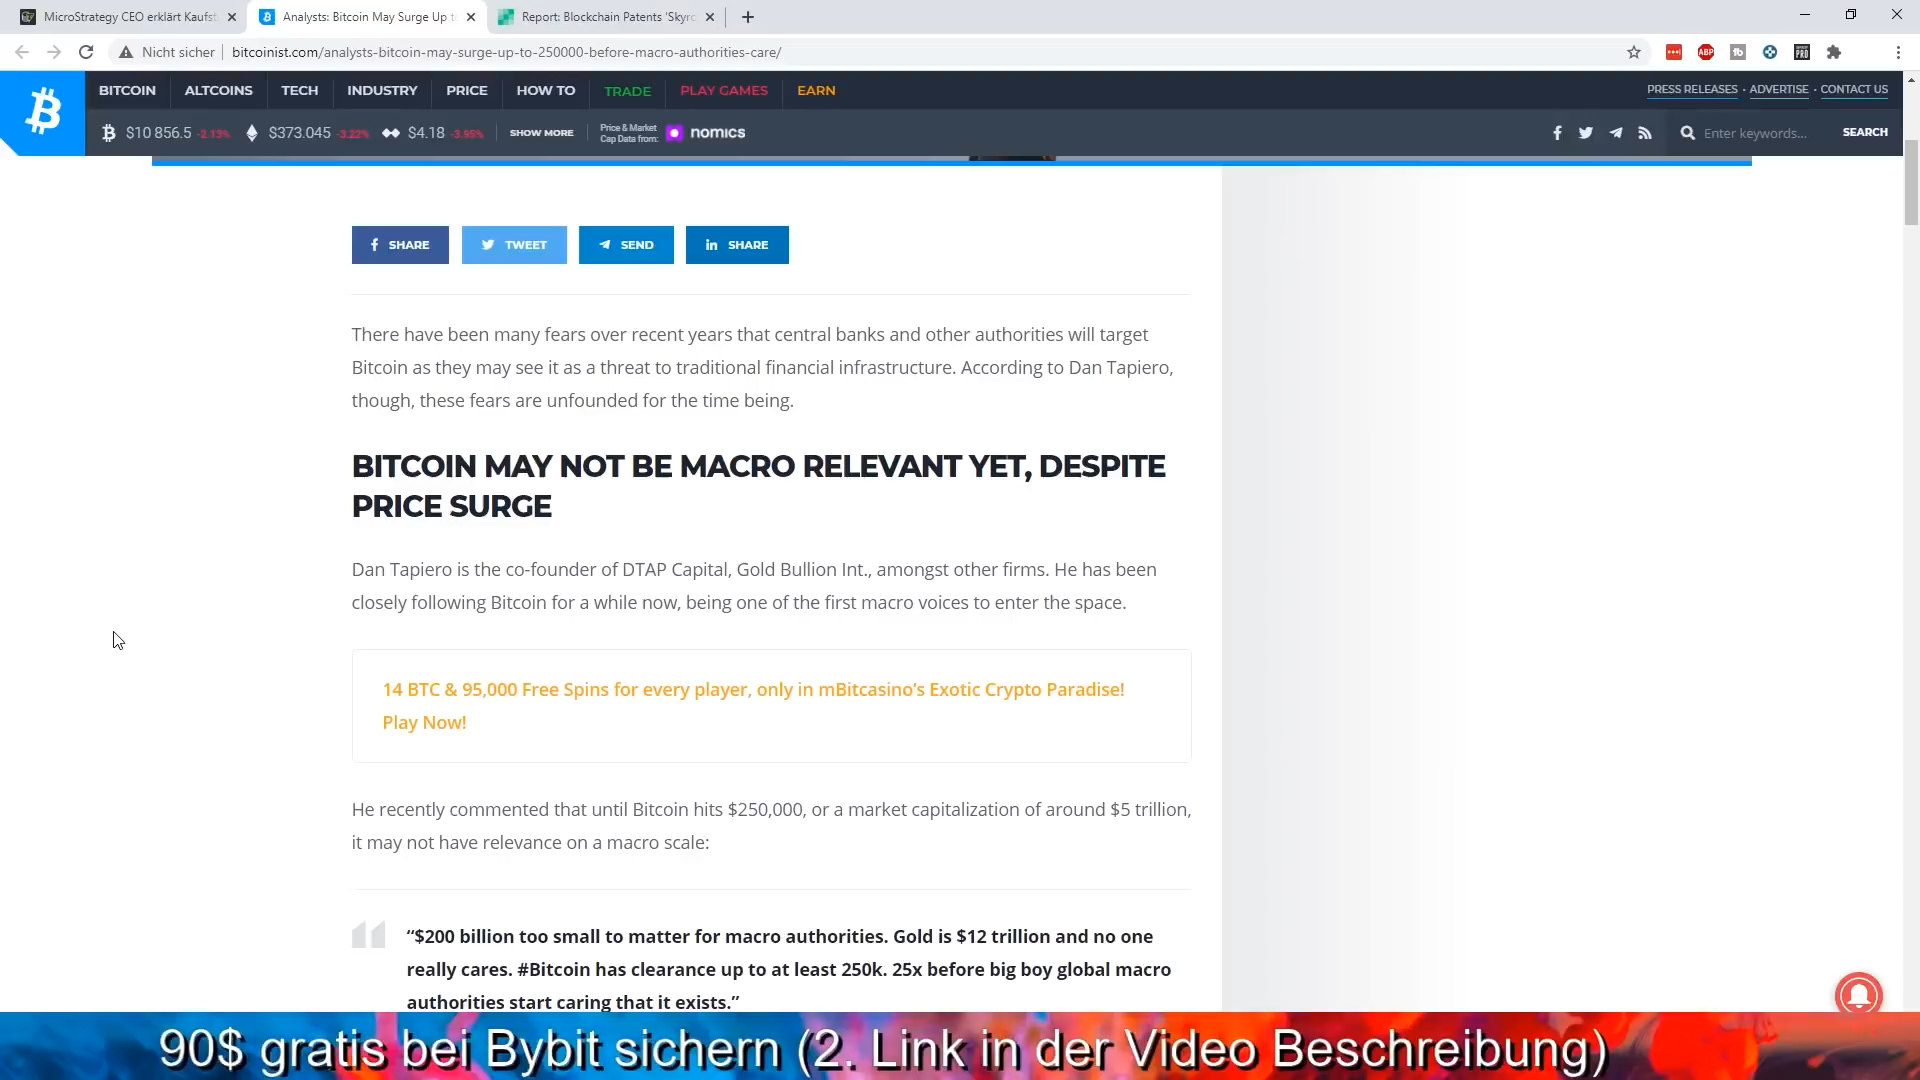 MicroStrategy CEO erklärt Kaufst
Analysts: Bitcoin May Surge Up t
Report: Blockchain Patents 'Skyro
Nicht sicher
bitcoinist.com/analysts-bitcoin-may-surge-up-to-250000-before-macro-authorities-care/
ABP
BITCOIN
ALTCOINS
TECH
INDUSTRY
PRICE
HOW TO
TRADE
PLAY GAMES
EARN
PRESS RELEASES · ADVERTISE · CONTACT US
$10 856.5 -2.13%
$373.045 -3.22%
$4.18 -3.95%
SHOW MORE
Price & Market
Cap Data from:
nomics
Enter keywords...
SEARCH
SHARE
TWEET
SEND
SHARE
There have been many fears over recent years that central banks and other authorities will target
Bitcoin as they may see it as a threat to traditional financial infrastructure. According to Dan Tapiero,
though, these fears are unfounded for the time being.
BITCOIN MAY NOT BE MACRO RELEVANT YET, DESPITE
PRICE SURGE
Dan Tapiero is the co-founder of DTAP Capital, Gold Bullion Int., amongst other firms. He has been
closely following Bitcoin for a while now, being one of the first macro voices to enter the space.
14 BTC & 95,000 Free Spins for every player, only in mBitcasino's Exotic Crypto Paradise!
Play Now!
He recently commented that until Bitcoin hits $250,000, or a market capitalization of around $5 trillion,
it may not have relevance on a macro scale:
“$200 billion too small to matter for macro authorities. Gold is $12 trillion and no one
really cares. #Bitcoin has clearance up to at least 250k. 25x before big boy global macro
authorities start caring that it exists.”
90$ gratis bei Bybit sichern (2. Link in der Video Beschreibung)